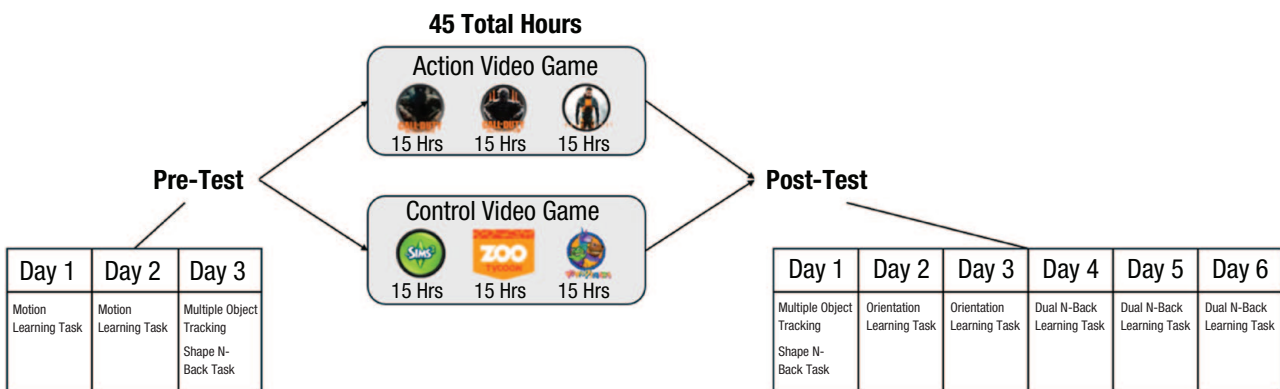 45 Total Hours
Action Video Game
15 Hrs 15 Hrs 15 Hrs
Pre-Test
Post-Test
Control Video Game
SIMS
ZOO
TYCOON
15 Hrs 15 Hrs 15 Hrs
Day 1 Day 2 Day 3
Motion
Learning Task
Motion
Learning Task
Multiple Object
Tracking
Shape N-
Back Task
Day 1 Day 2 Day 3 Day 4 Day 5 Day 6
Multiple Object
Tracking
Shape N-
Back Task
Orientation
Learning Task
Orientation
Learning Task
Dual N-Back
Learning Task
Dual N-Back
Learning Task
Dual N-Back
Learning Task